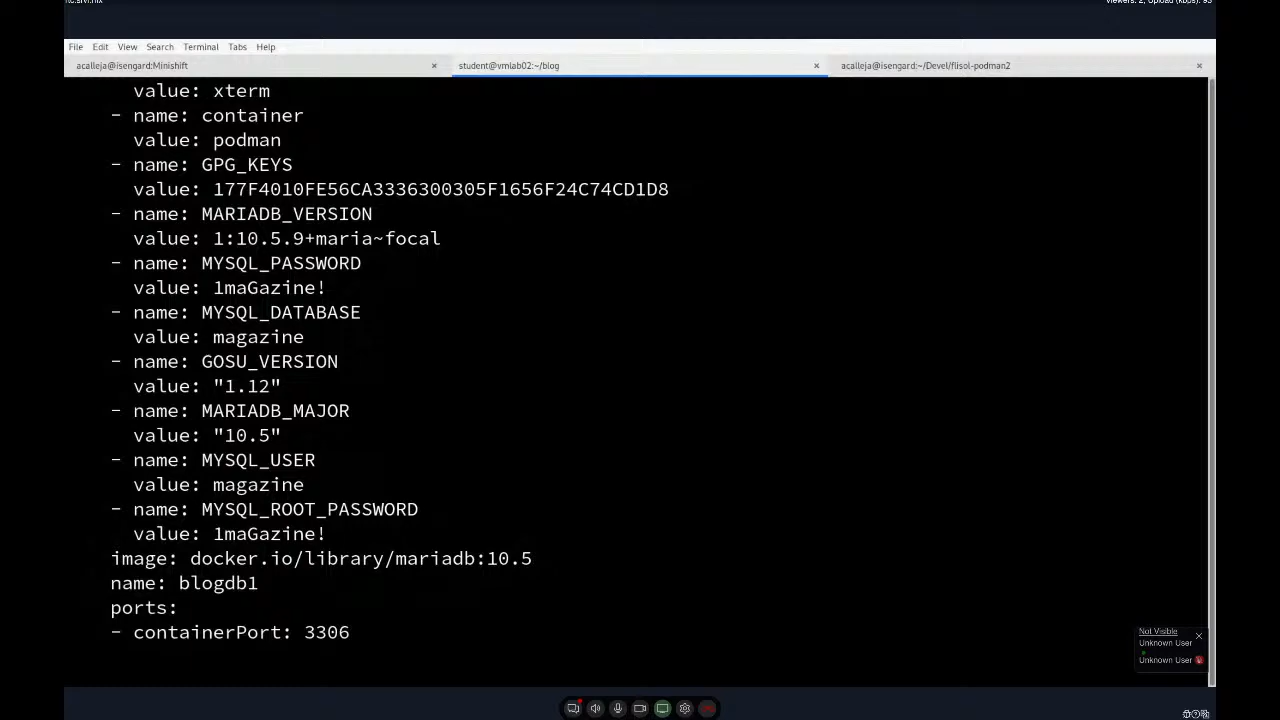 File Edit View Search Terminal Tabs Help
acalleja@isengard:Minishift × student@vmlab02:~/blog × acalleja@isengard:~/Devel/flisol-podman2 ×
value: xterm
- name: container
value: podman
- name: GPG_KEYS
value: 177F4010FE56CA3336300305F1656F24C74CD1D8
- name: MARIADB_VERSION
value: 1:10.5.9+maria~focal
- name: MYSQL_PASSWORD
value: 1maGazine!
- name: MYSQL_DATABASE
value: magazine
- name: GOSU_VERSION
value: "1.12"
- name: MARIADB_MAJOR
value: "10.5"
- name: MYSQL_USER
value: magazine
- name: MYSQL_ROOT_PASSWORD
value: 1maGazine!
image: docker.io/library/mariadb:10.5
name: blogdb1
ports:
- containerPort: 3306
Not Visible
Unknown User
Unknown User